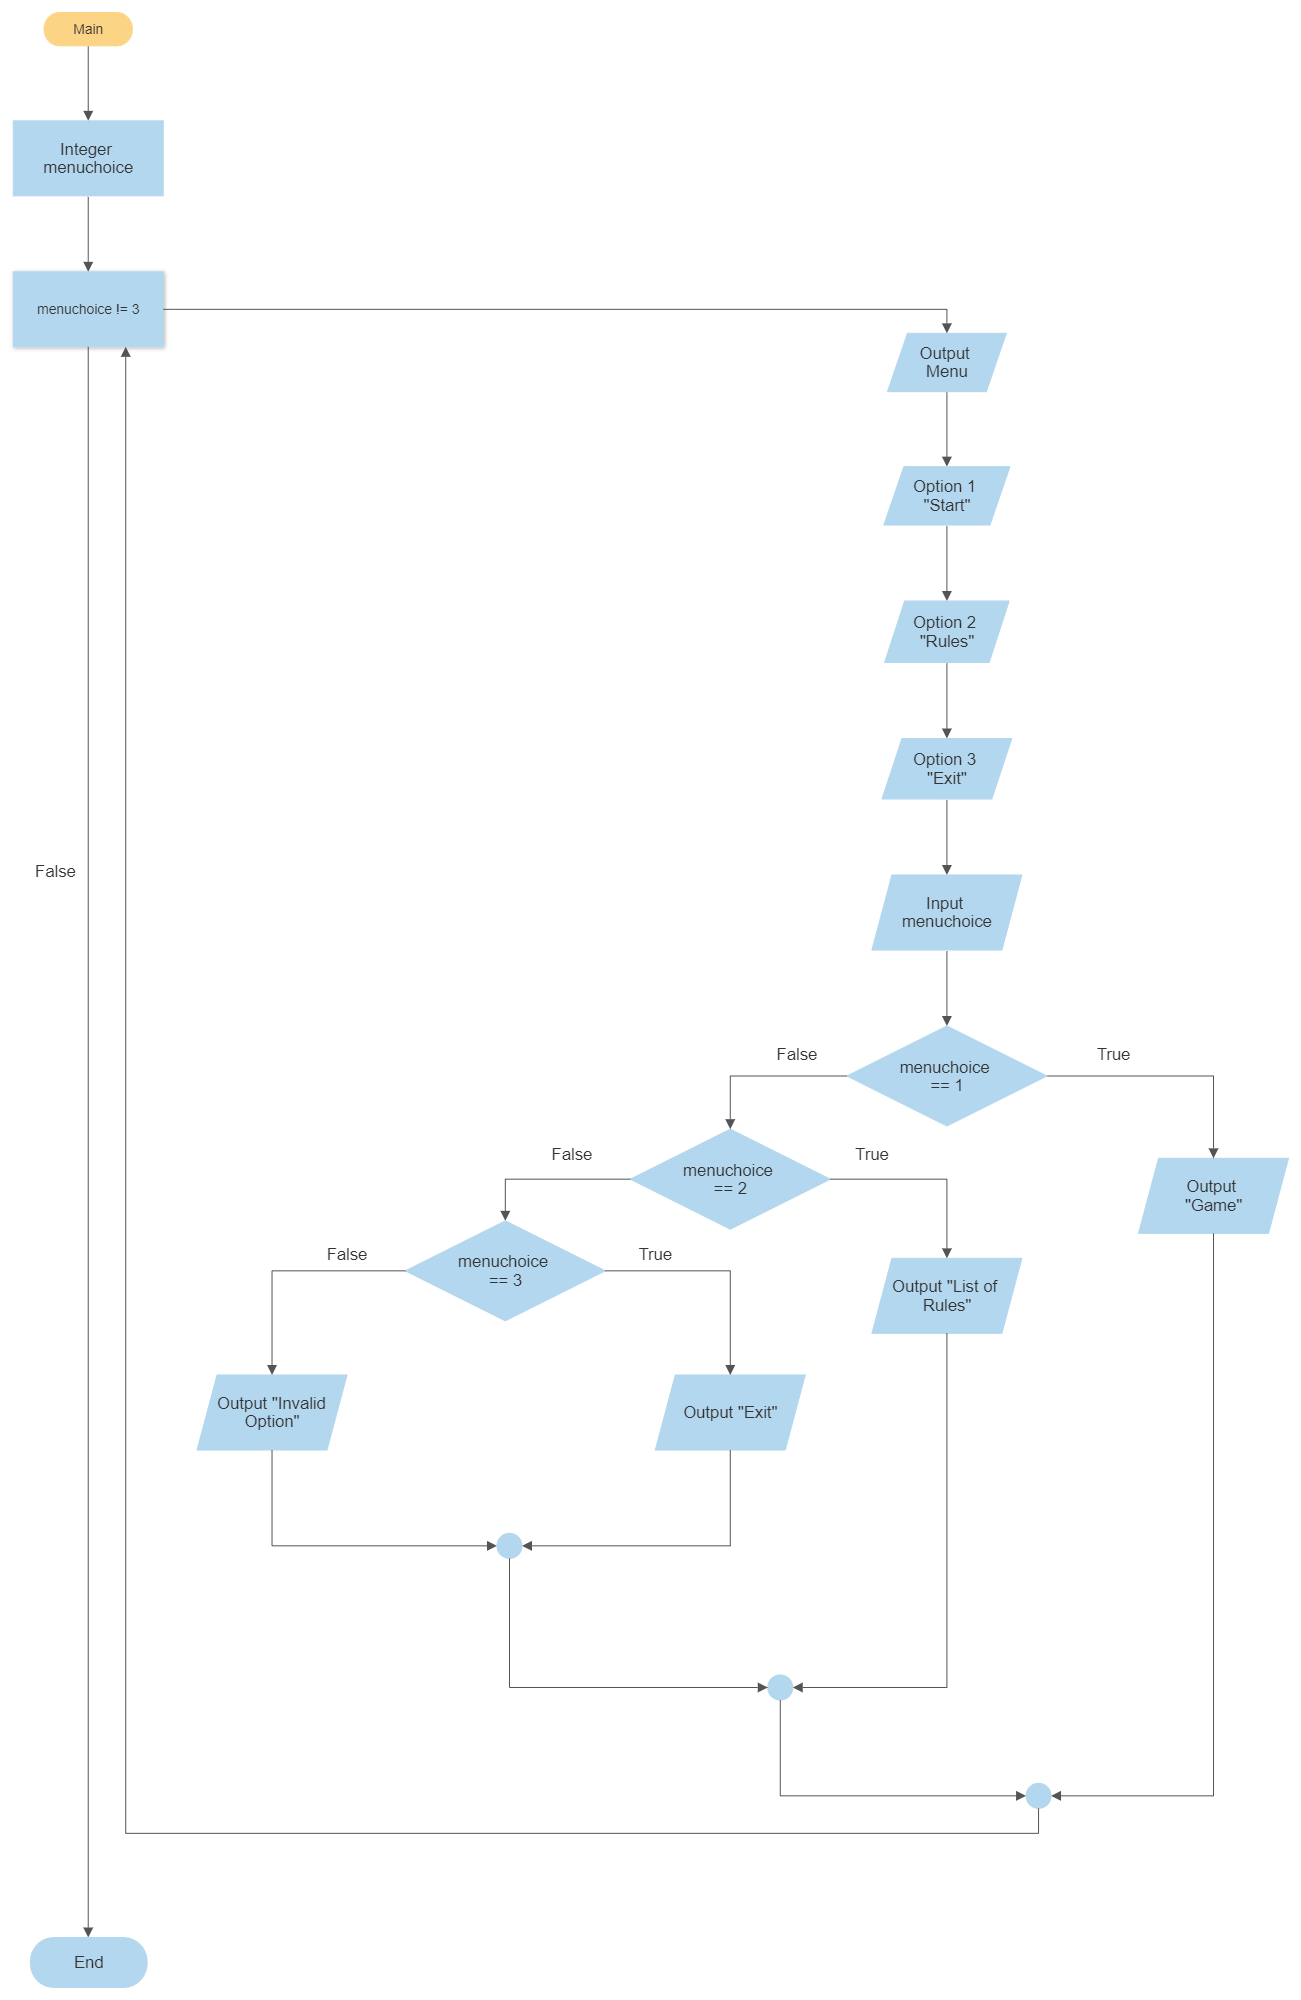 Main
Integer
menuchoice
menuchoice != 3
Output
Menu
Option 1
"Start"
Option 2
"Rules"
Option 3
"Exit"
False
Input
menuchoice
False
menuchoice
== 1
True
False
menuchoice
== 2
True
Output
"Game"
False
menuchoice
== 3
True
Output "List of
Rules"
Output "Invalid
Option"
Output "Exit"
End